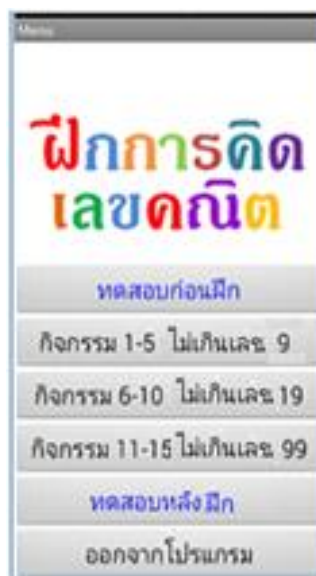 Menu
ฝึกการคิด
เลขคณิต
ทดสอบก่อนฝึก
กิจกรรม 1-5 ไม่เกินเลข 9
กิจกรรม 6-10 ไม่เกินเลข 19
กิจกรรม 11-15 ไม่เกินเลข 99
ทดสอบหลังฝึก
ออกจากโปรแกรม